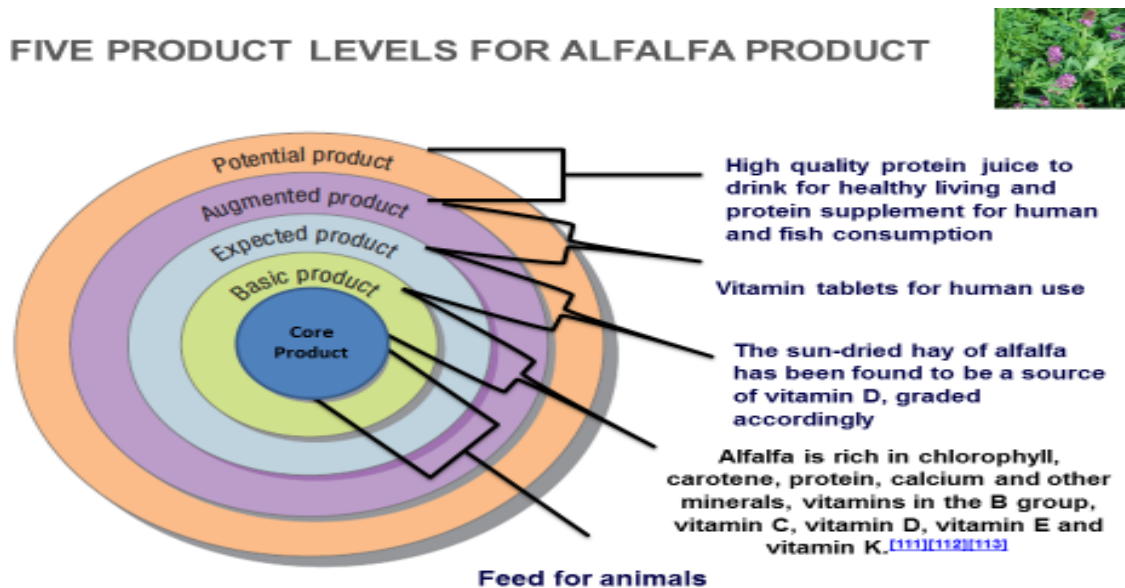 FIVE PRODUCT LEVELS FOR ALFALFA PRODUCT
Potential product
Augmented product
Expected product
Basic product
Core
Product
High quality protein juice to
drink for healthy living and
protein supplement for human
and fish consumption
Vitamin tablets for human use
The sun-dried hay of alfalfa
has been found to be a source
of vitamin D, graded
accordingly
Alfalfa is rich in chlorophyll,
carotene, protein, calcium and other
minerals, vitamins in the B group,
vitamin C, vitamin D, vitamin E and
vitamin K.[111][112][113]
Feed for animals